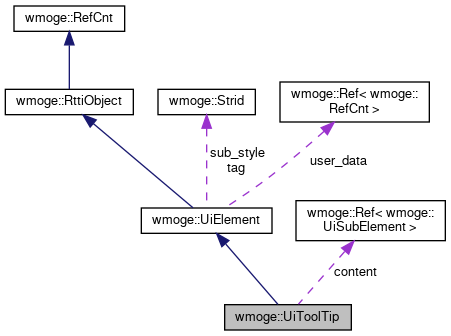 wmoge::RefCnt
wmoge::RttiObject
wmoge::Strid
wmoge::Ref< wmoge::
RefCnt >
sub_style
tag
user_data
wmoge::UiElement
wmoge::Ref< wmoge::
UiSubElement >
content
wmoge::UiToolTip